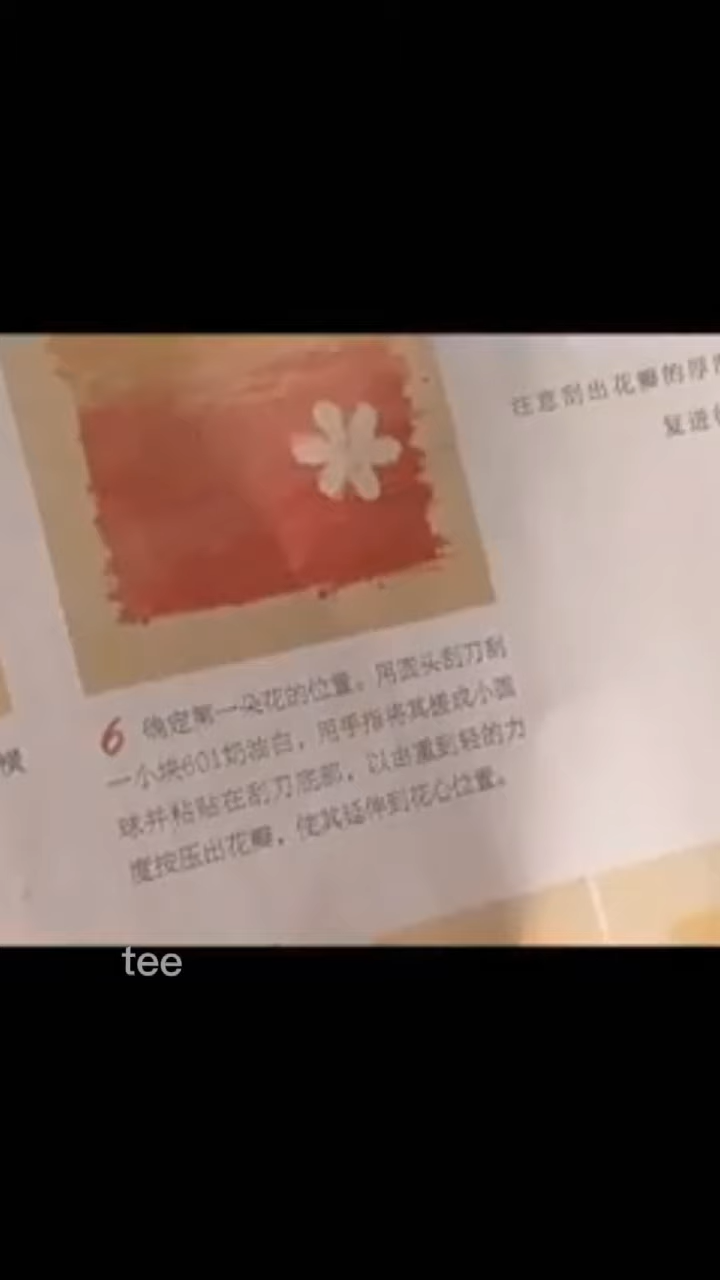 注意刮出花瓣的厚
复进
模
6 确定第一朵花的位置。用圆头刮刀刮
一小块601奶油白，用手指将其搓成小圆
球并粘贴在刮刀底部，以由重到轻的力
度按压出花瓣，使其延伸到花心位置。
tee